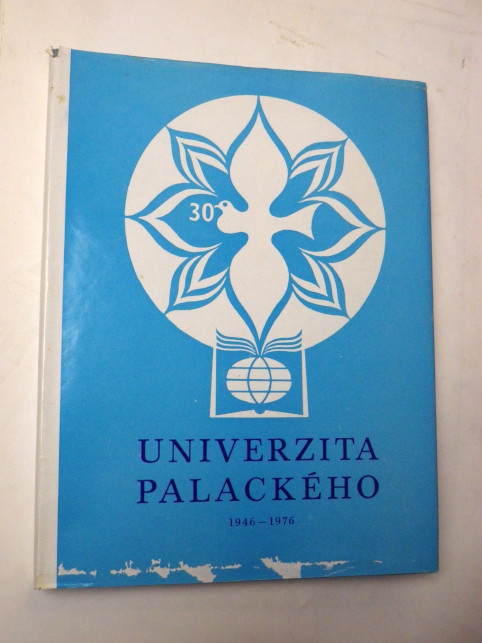 30
UNIVERZITA
PALACKÉHO
1946 – 1976